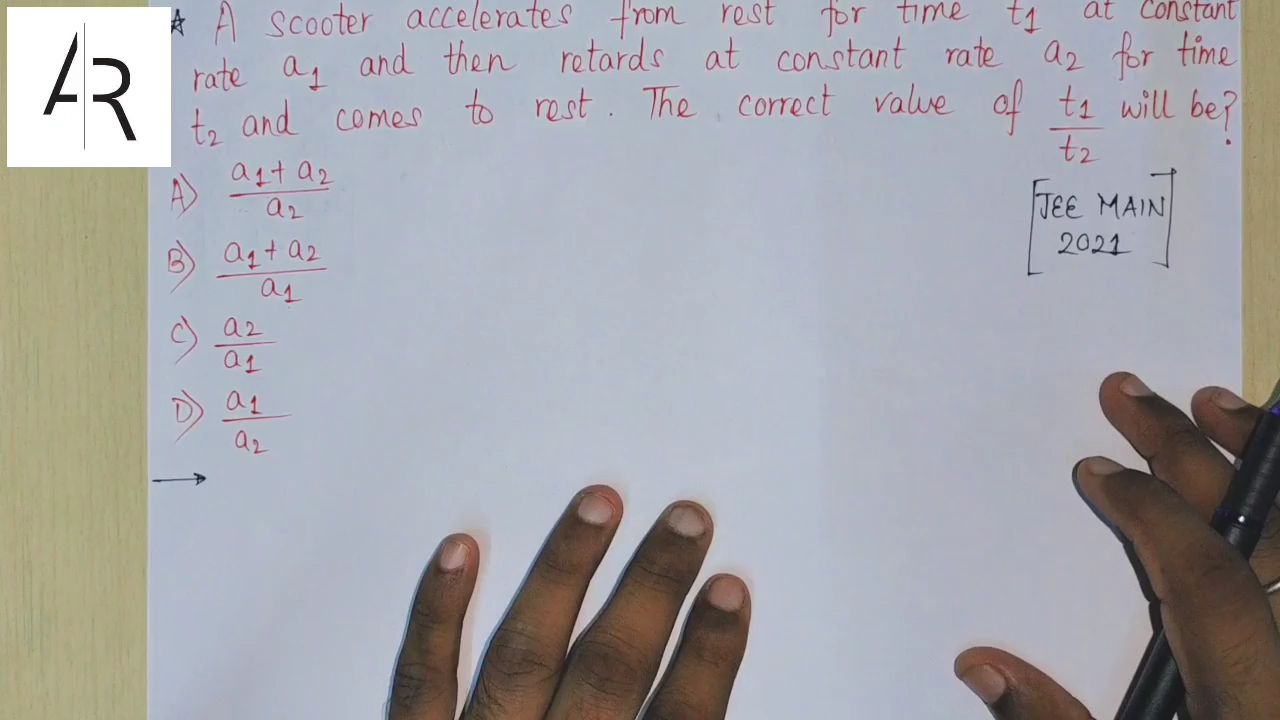 AR
☆ A scooter accelerates from rest for time t₁ at constant
rate a₁ and then retards at constant rate a₂ for time
t₂ and comes to rest. The correct value of t₁/t₂ will be?
A) (a₁ + a₂)/a₂
B) (a₁ + a₂)/a₁
C) a₂/a₁
D) a₁/a₂
[JEE MAIN
2021]
→